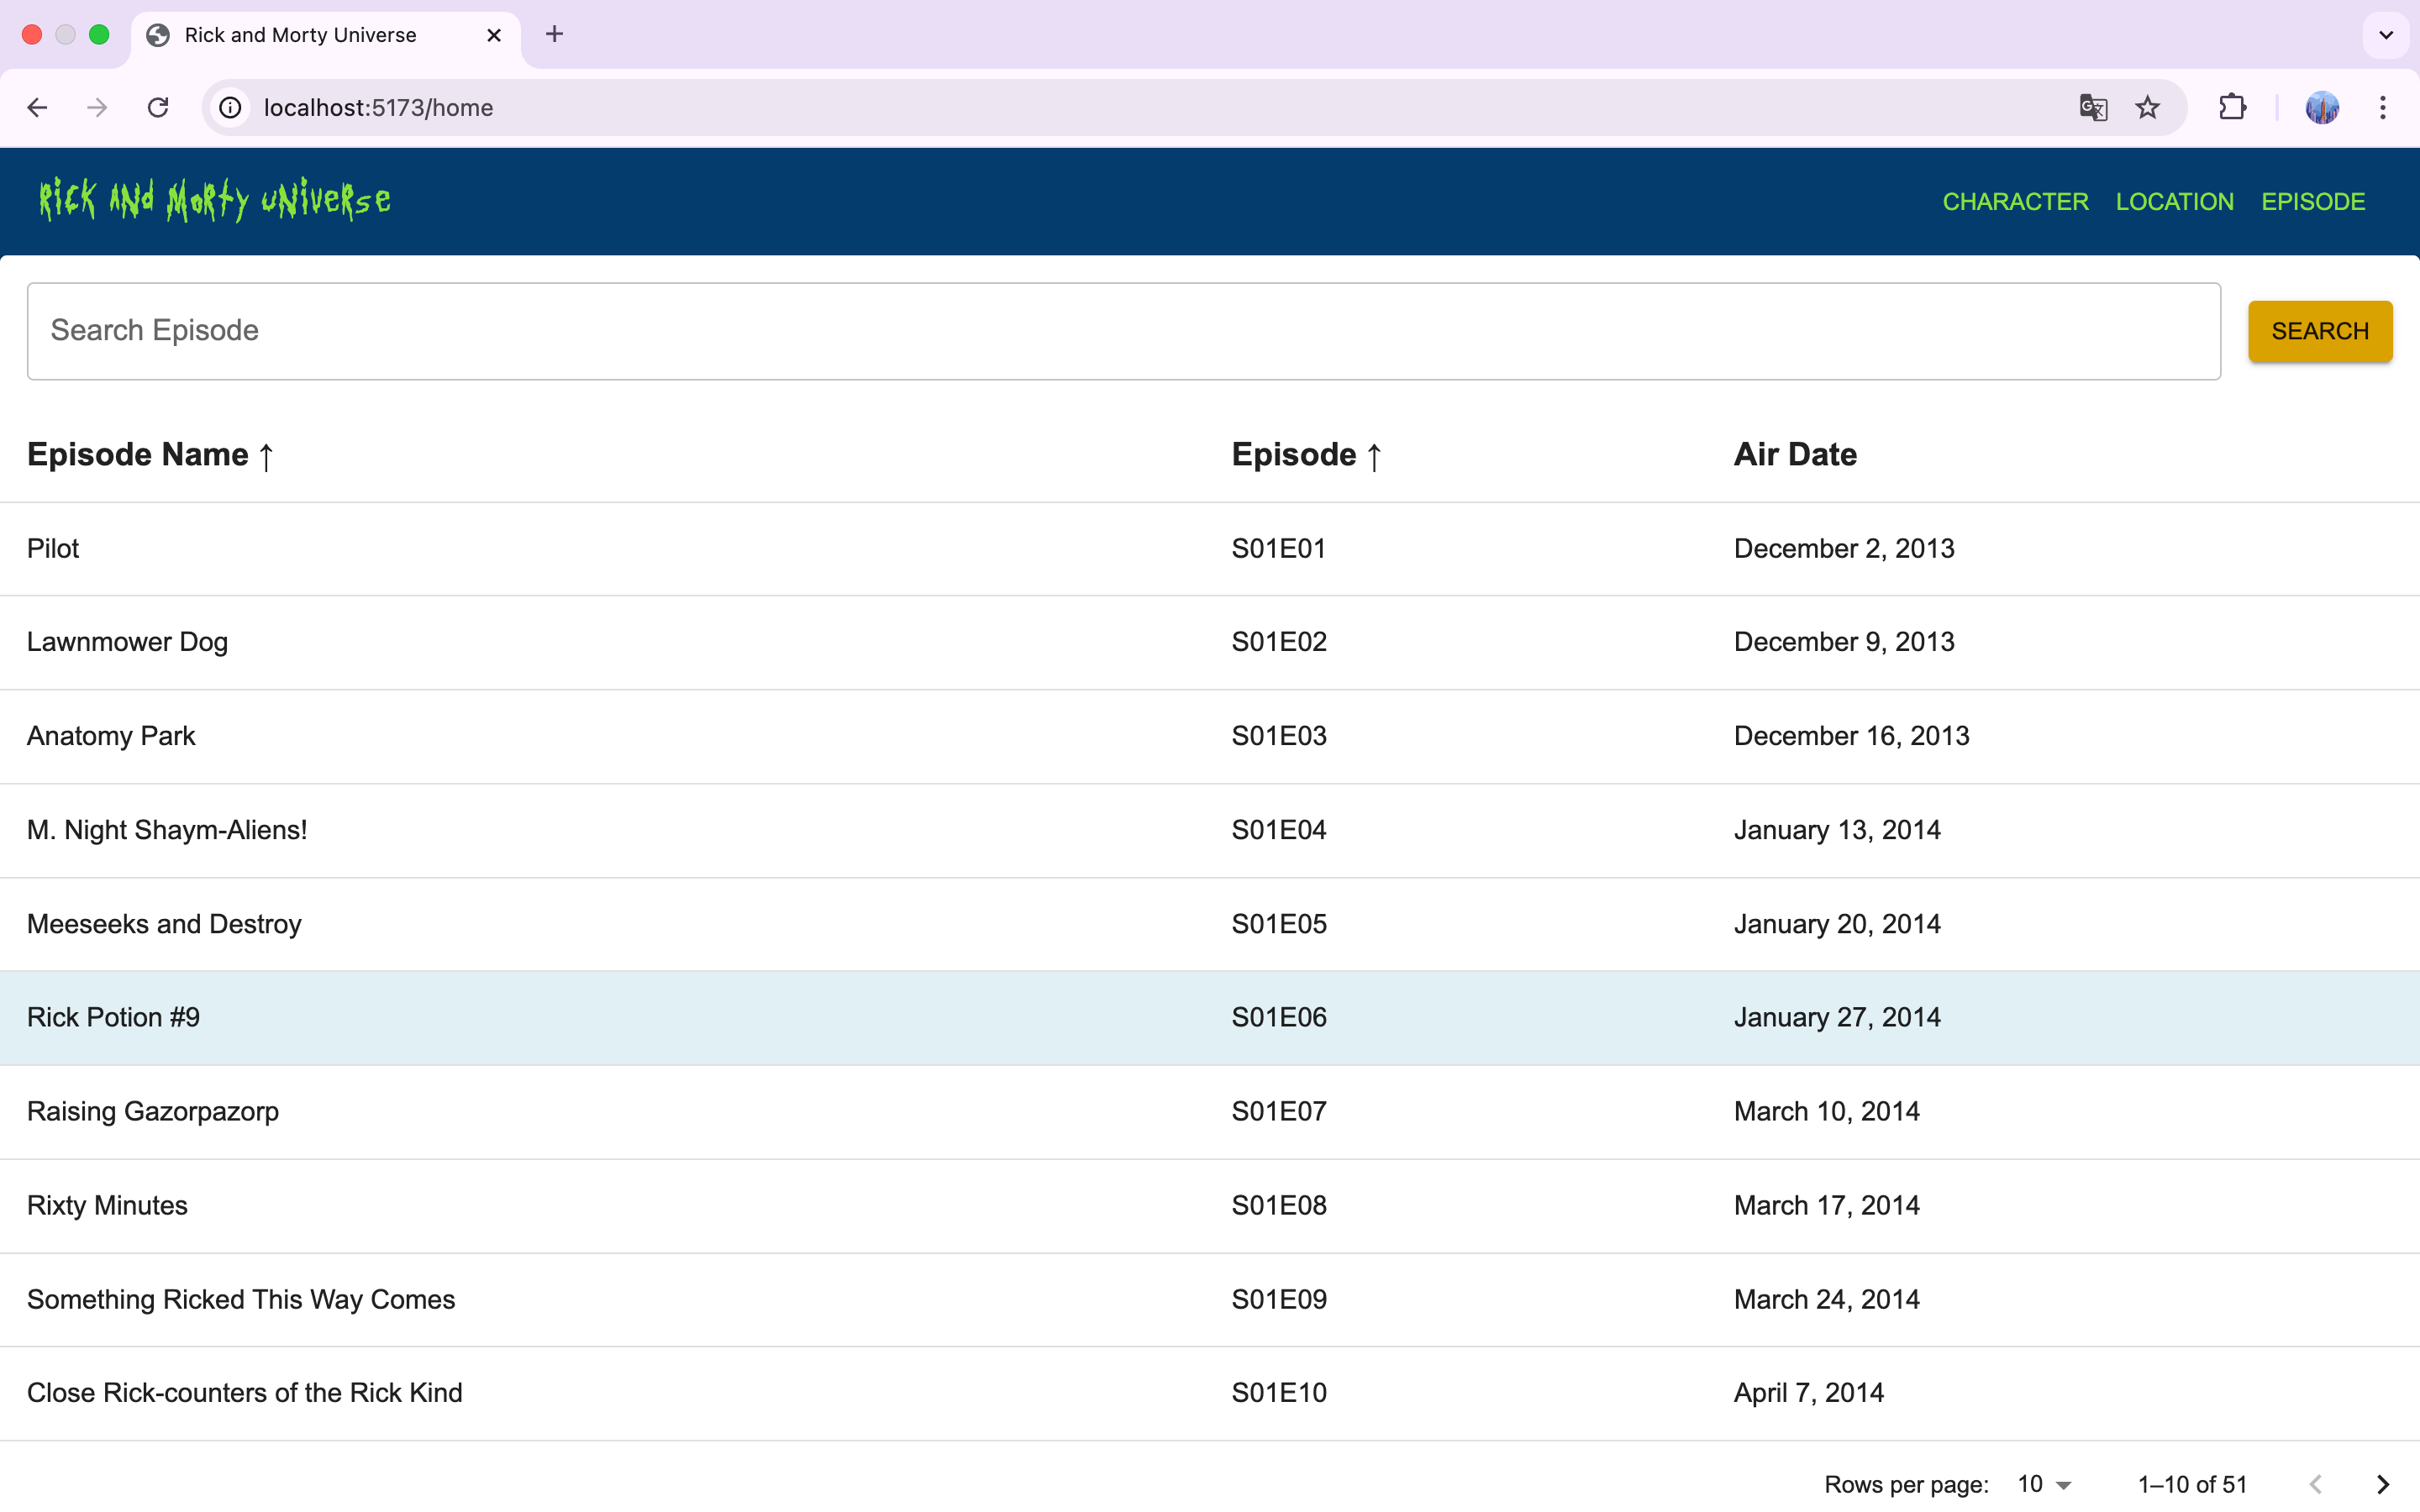 Rick and Morty Universe
localhost:5173/home
Rick and Morty Universe
CHARACTER LOCATION EPISODE
Search Episode SEARCH
Episode Name ↑ Episode ↑ Air Date
Pilot S01E01 December 2, 2013
Lawnmower Dog S01E02 December 9, 2013
Anatomy Park S01E03 December 16, 2013
M. Night Shaym-Aliens! S01E04 January 13, 2014
Meeseeks and Destroy S01E05 January 20, 2014
Rick Potion #9 S01E06 January 27, 2014
Raising Gazorpazorp S01E07 March 10, 2014
Rixty Minutes S01E08 March 17, 2014
Something Ricked This Way Comes S01E09 March 24, 2014
Close Rick-counters of the Rick Kind S01E10 April 7, 2014
Rows per page: 10 1–10 of 51